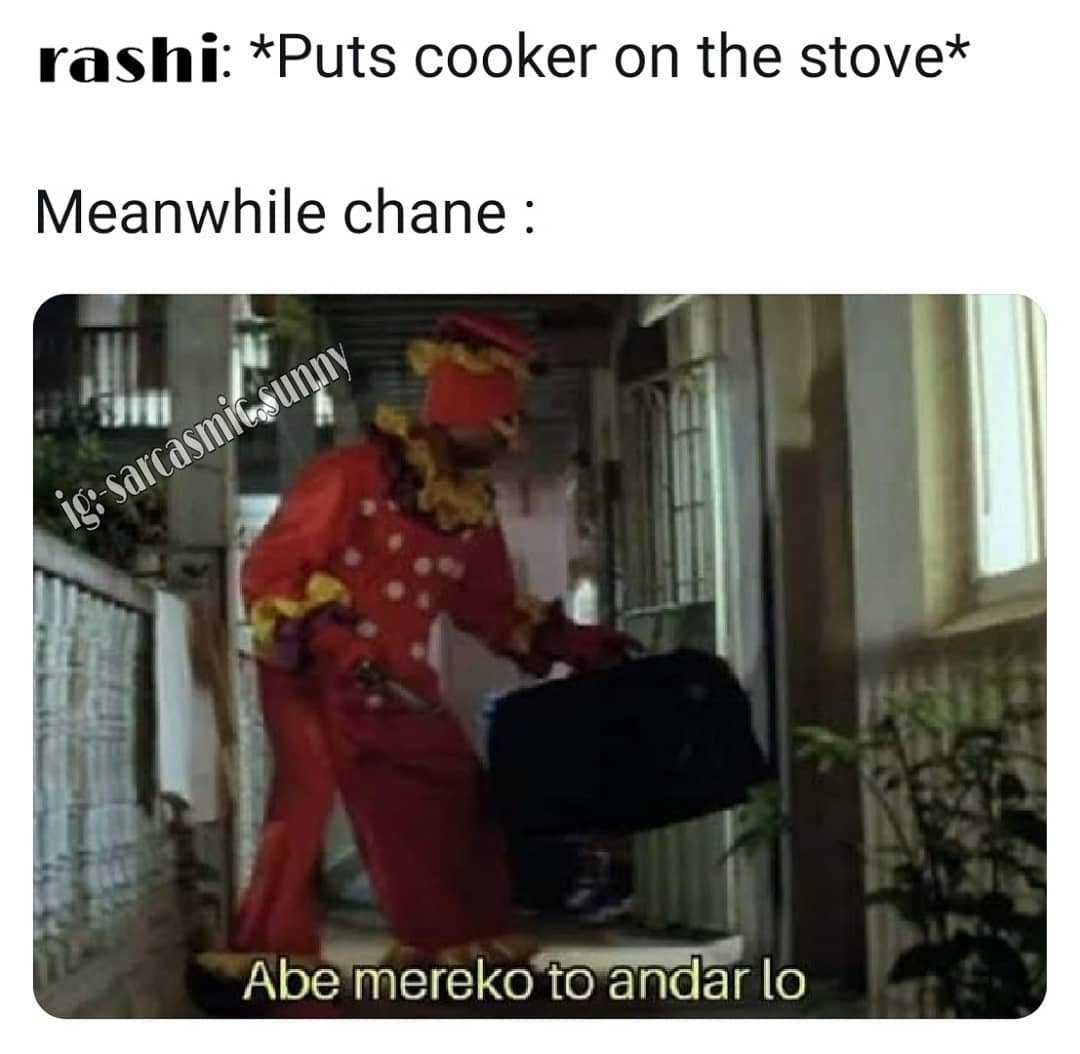 rashi: *Puts cooker on the stove*
Meanwhile chane :
ig:-sarcasmic.sunny
Abe mereko to andar lo